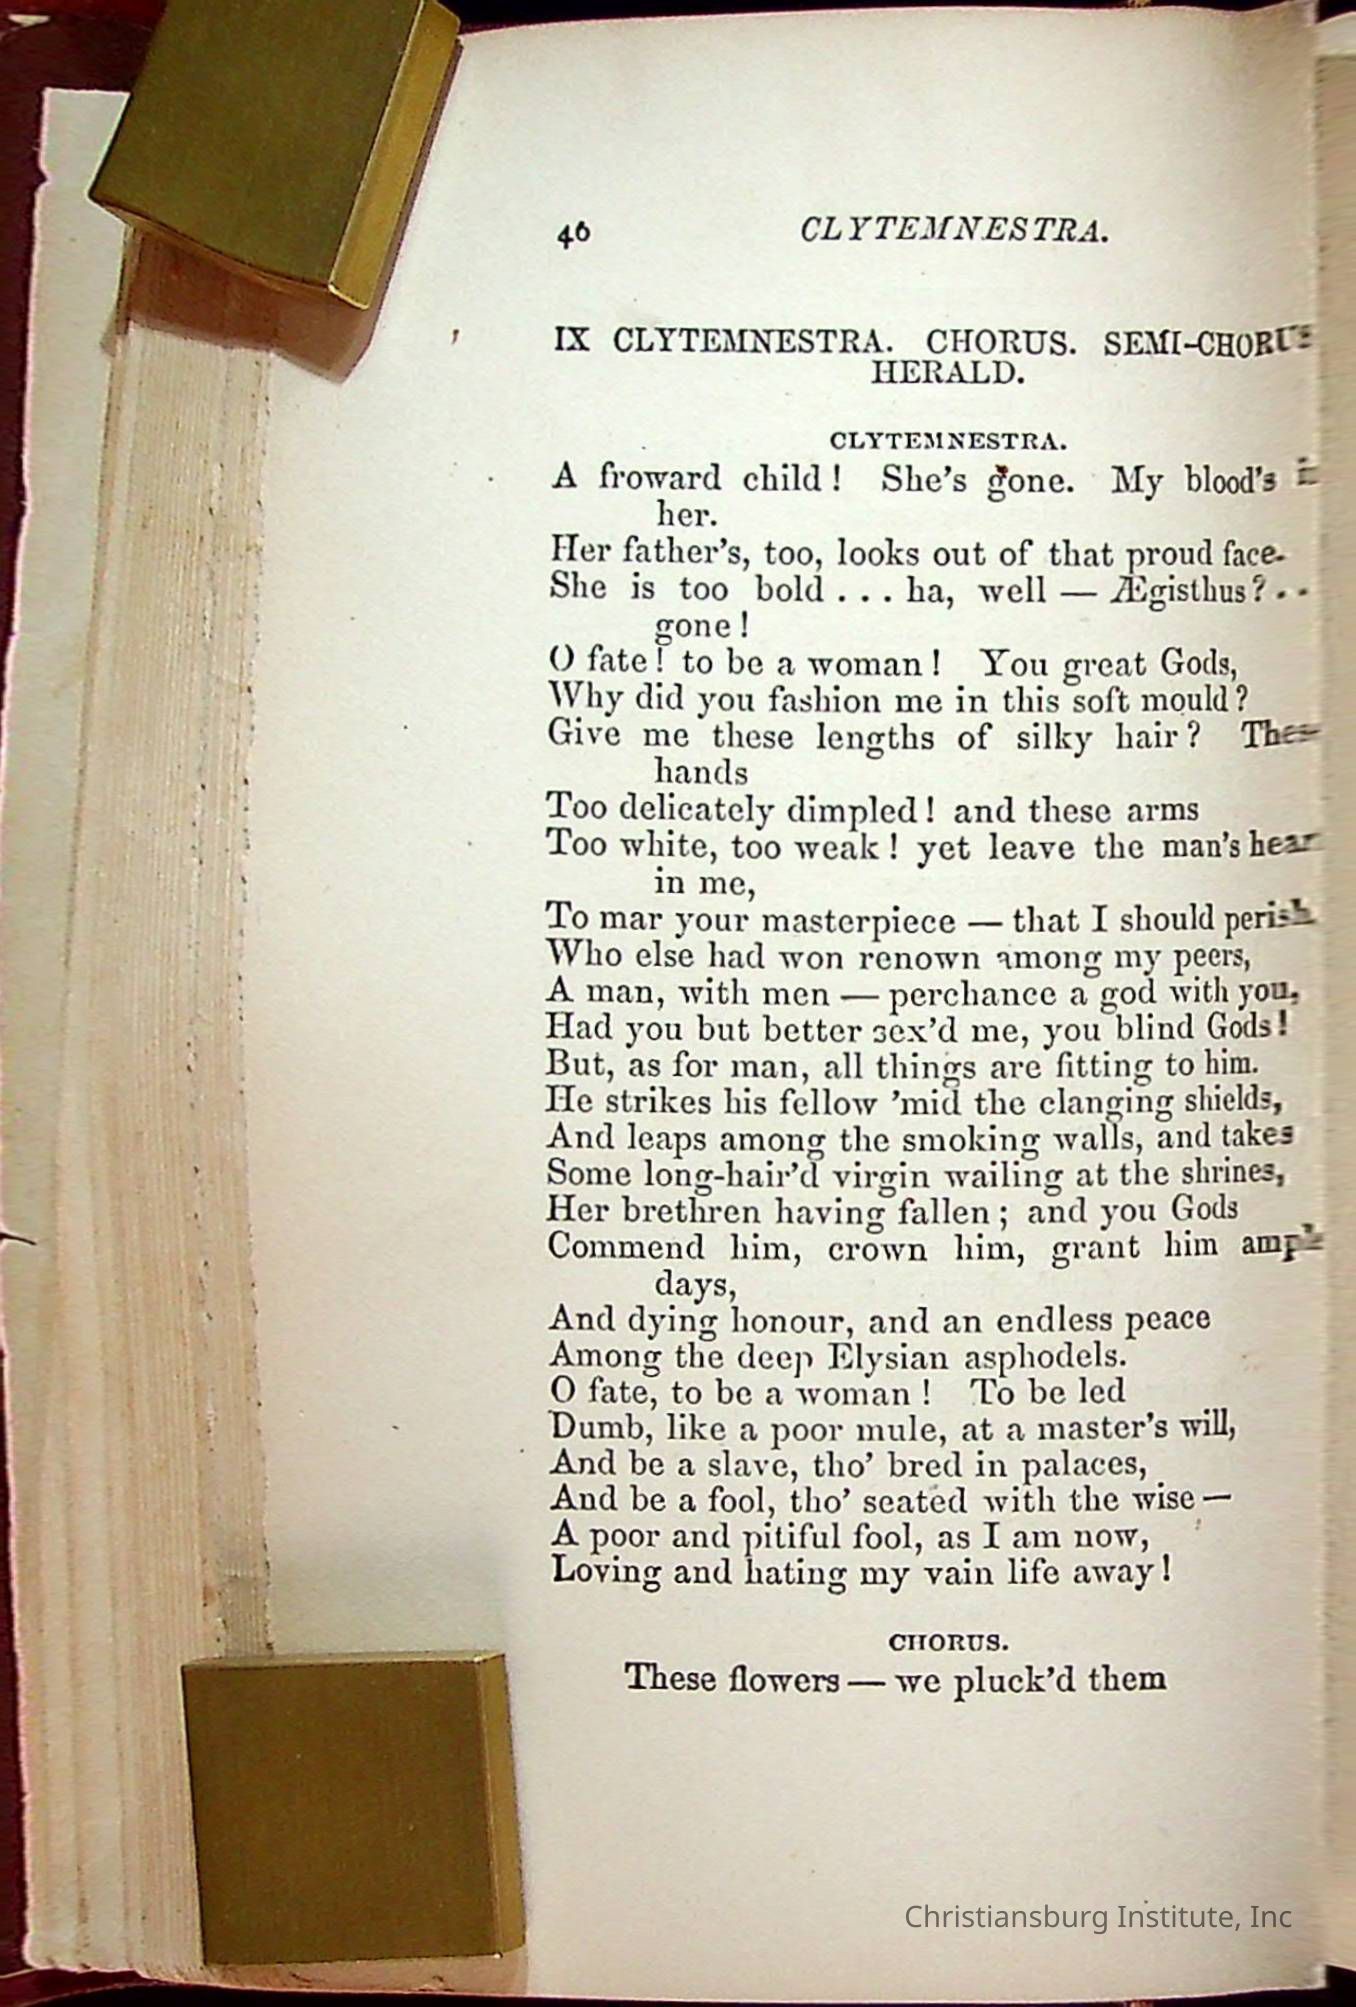 46 CLYTEMNESTRA.
IX CLYTEMNESTRA. CHORUS. SEMI-CHORUS
HERALD.
CLYTEMNESTRA.
A froward child! She's gone. My blood's in
her.
Her father's, too, looks out of that proud face.
She is too bold . . . ha, well — Ægisthus? . .
gone!
O fate! to be a woman! You great Gods,
Why did you fashion me in this soft mould?
Give me these lengths of silky hair? These
hands
Too delicately dimpled! and these arms
Too white, too weak! yet leave the man's heart
in me,
To mar your masterpiece — that I should perish
Who else had won renown among my peers,
A man, with men — perchance a god with you,
Had you but better sex'd me, you blind Gods!
But, as for man, all things are fitting to him.
He strikes his fellow 'mid the clanging shields,
And leaps among the smoking walls, and takes
Some long-hair'd virgin wailing at the shrines,
Her brethren having fallen; and you Gods
Commend him, crown him, grant him ample
days,
And dying honour, and an endless peace
Among the deep Elysian asphodels.
O fate, to be a woman! To be led
Dumb, like a poor mule, at a master's will,
And be a slave, tho' bred in palaces,
And be a fool, tho' seated with the wise —
A poor and pitiful fool, as I am now,
Loving and hating my vain life away!
CHORUS.
These flowers — we pluck'd them
Christiansburg Institute, Inc